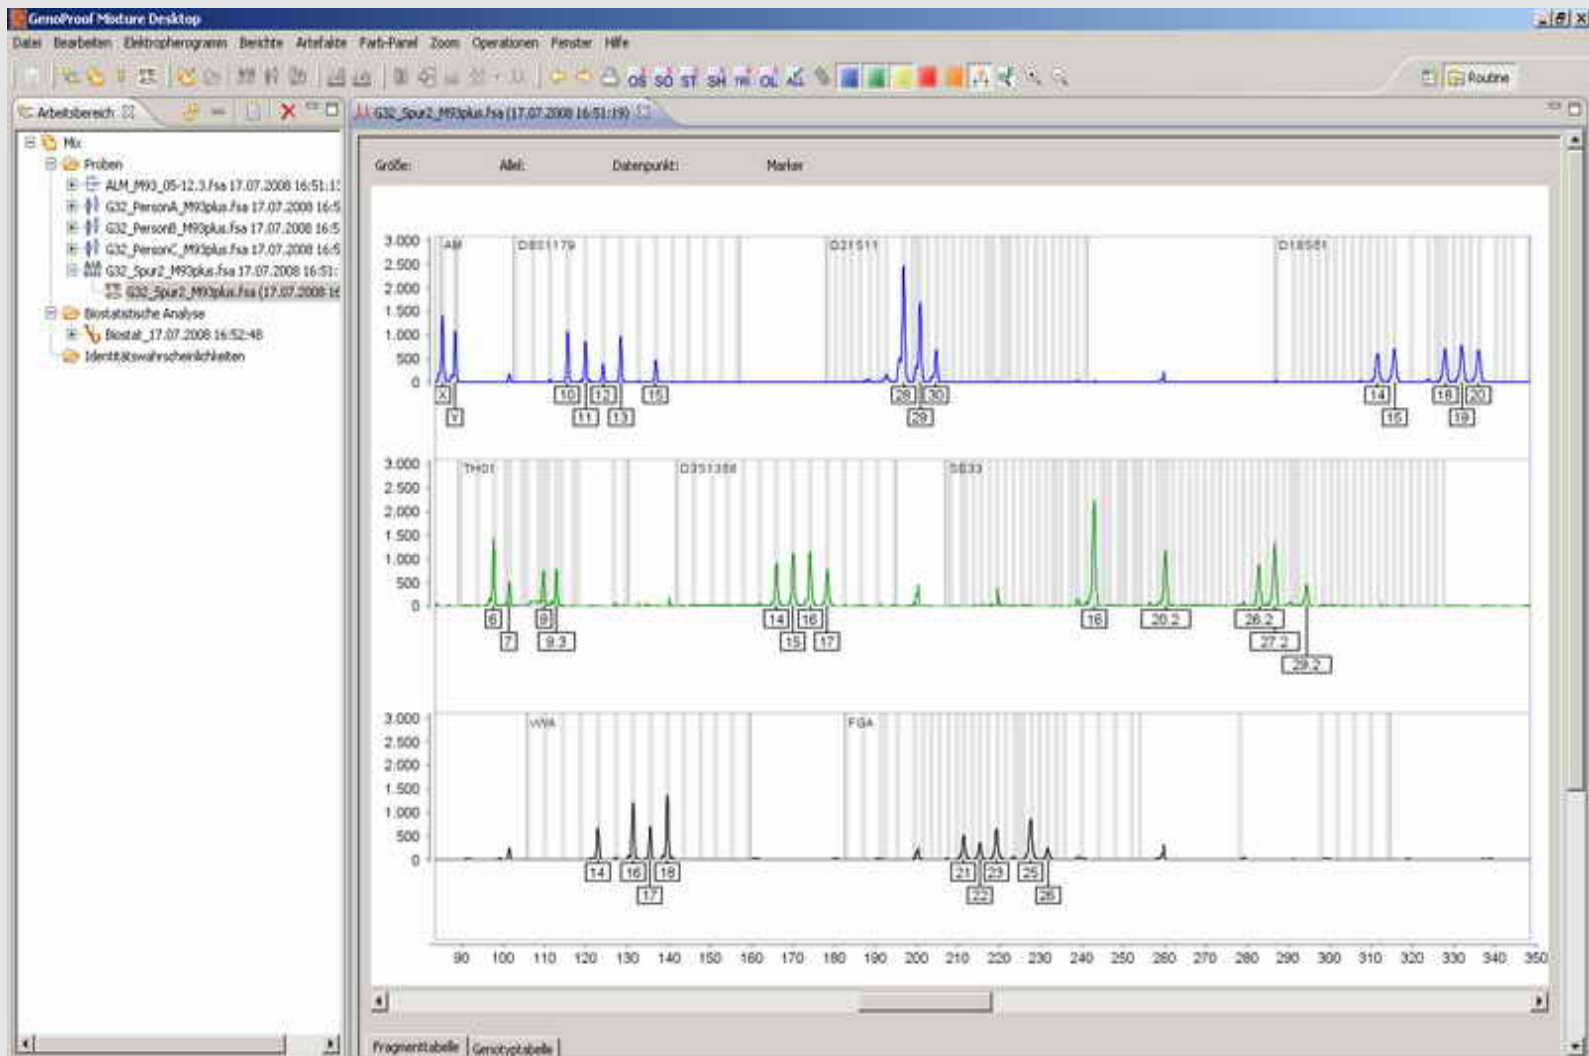 GenoProof Mixture Desktop
Datei Bearbeiten Elektropherogramm Berichte Artefakte Farb-Panel Zoom Operationen Fenster Hilfe
OS SO ST SH OL ALL Routine
Arbeitsbereich
G32_Spur2_M93plus.fsa (17.07.2008 16:51:19)
Mix
Proben
ALM_M93_05-12.3.fsa 17.07.2008 16:51:1
G32_PersonA_M93plus.fsa 17.07.2008 16:5
G32_PersonB_M93plus.fsa 17.07.2008 16:5
G32_PersonC_M93plus.fsa 17.07.2008 16:5
G32_Spur2_M93plus.fsa 17.07.2008 16:51:
G32_Spur2_M93plus.fsa (17.07.2008 16
Biostatistische Analyse
Biostat_17.07.2008 16:52:48
Identitätswahrscheinlichkeiten
Größe: Allel: Datenpunkt: Marker
AM D8S1179 D21S11 D18S51
3.000
2.500
2.000
1.500
1.000
500
0
X 10 12 15 28 30 14 18 20
Y 11 13 29 15 19
TH01 D3S1358 SE33
3.000
2.500
2.000
1.500
1.000
500
0
6 9 14 16 16 20.2 26.2
7 9.3 15 17 27.2
29.2
vWA FGA
3.000
2.500
2.000
1.500
1.000
500
0
14 16 18 21 23 25
17 22 26
90 100 110 120 130 140 150 160 170 180 190 200 210 220 230 240 250 260 270 280 290 300 310 320 330 340 350
Fragmenttabelle Genotyptabelle